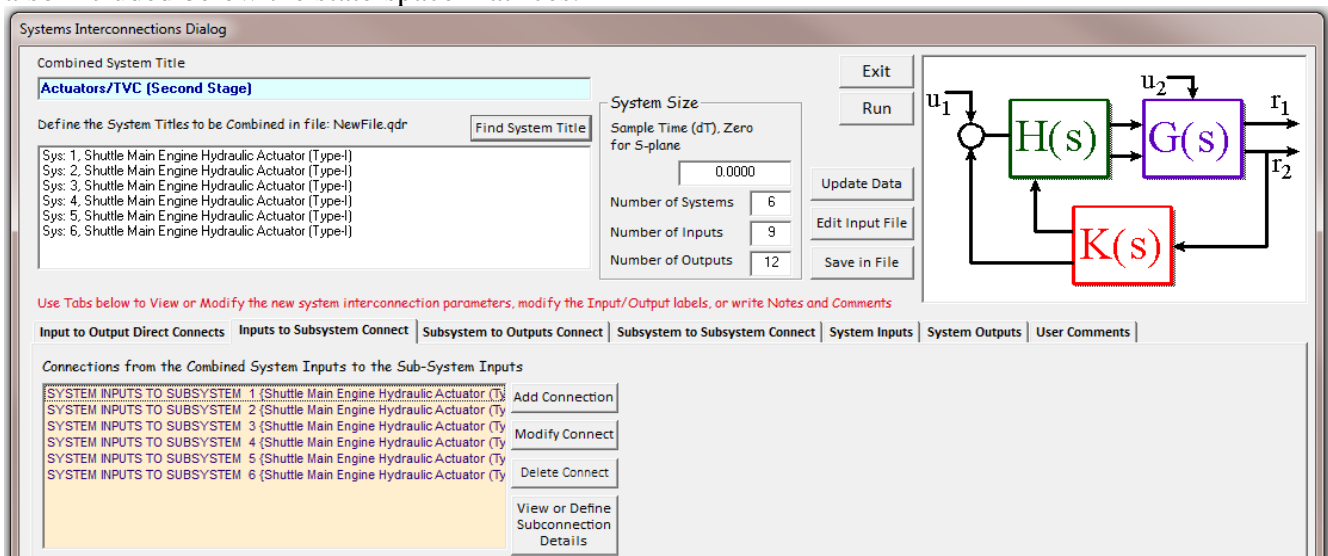 Systems Interconnections Dialog
Combined System Title
Actuators/TVC (Second Stage)
Define the System Titles to be Combined in file: NewFile.qdr
Find System Title
Sys: 1, Shuttle Main Engine Hydraulic Actuator (Type-I)
Sys: 2, Shuttle Main Engine Hydraulic Actuator (Type-I)
Sys: 3, Shuttle Main Engine Hydraulic Actuator (Type-I)
Sys: 4, Shuttle Main Engine Hydraulic Actuator (Type-I)
Sys: 5, Shuttle Main Engine Hydraulic Actuator (Type-I)
Sys: 6, Shuttle Main Engine Hydraulic Actuator (Type-I)
System Size
Sample Time (dT), Zero
for S-plane
0.0000
Number of Systems 6
Number of Inputs 9
Number of Outputs 12
Exit
Run
Update Data
Edit Input File
Save in File
u1
H(s)
u2
G(s)
r1
r2
K(s)
Use Tabs below to View or Modify the new system interconnection parameters, modify the Input/Output labels, or write Notes and Comments
Input to Output Direct Connects Inputs to Subsystem Connect Subsystem to Outputs Connect Subsystem to Subsystem Connect System Inputs System Outputs User Comments
Connections from the Combined System Inputs to the Sub-System Inputs
SYSTEM INPUTS TO SUBSYSTEM 1 {Shuttle Main Engine Hydraulic Actuator (Ty
SYSTEM INPUTS TO SUBSYSTEM 2 {Shuttle Main Engine Hydraulic Actuator (Ty
SYSTEM INPUTS TO SUBSYSTEM 3 {Shuttle Main Engine Hydraulic Actuator (Ty
SYSTEM INPUTS TO SUBSYSTEM 4 {Shuttle Main Engine Hydraulic Actuator (Ty
SYSTEM INPUTS TO SUBSYSTEM 5 {Shuttle Main Engine Hydraulic Actuator (Ty
SYSTEM INPUTS TO SUBSYSTEM 6 {Shuttle Main Engine Hydraulic Actuator (Ty
Add Connection
Modify Connect
Delete Connect
View or Define
Subconnection
Details